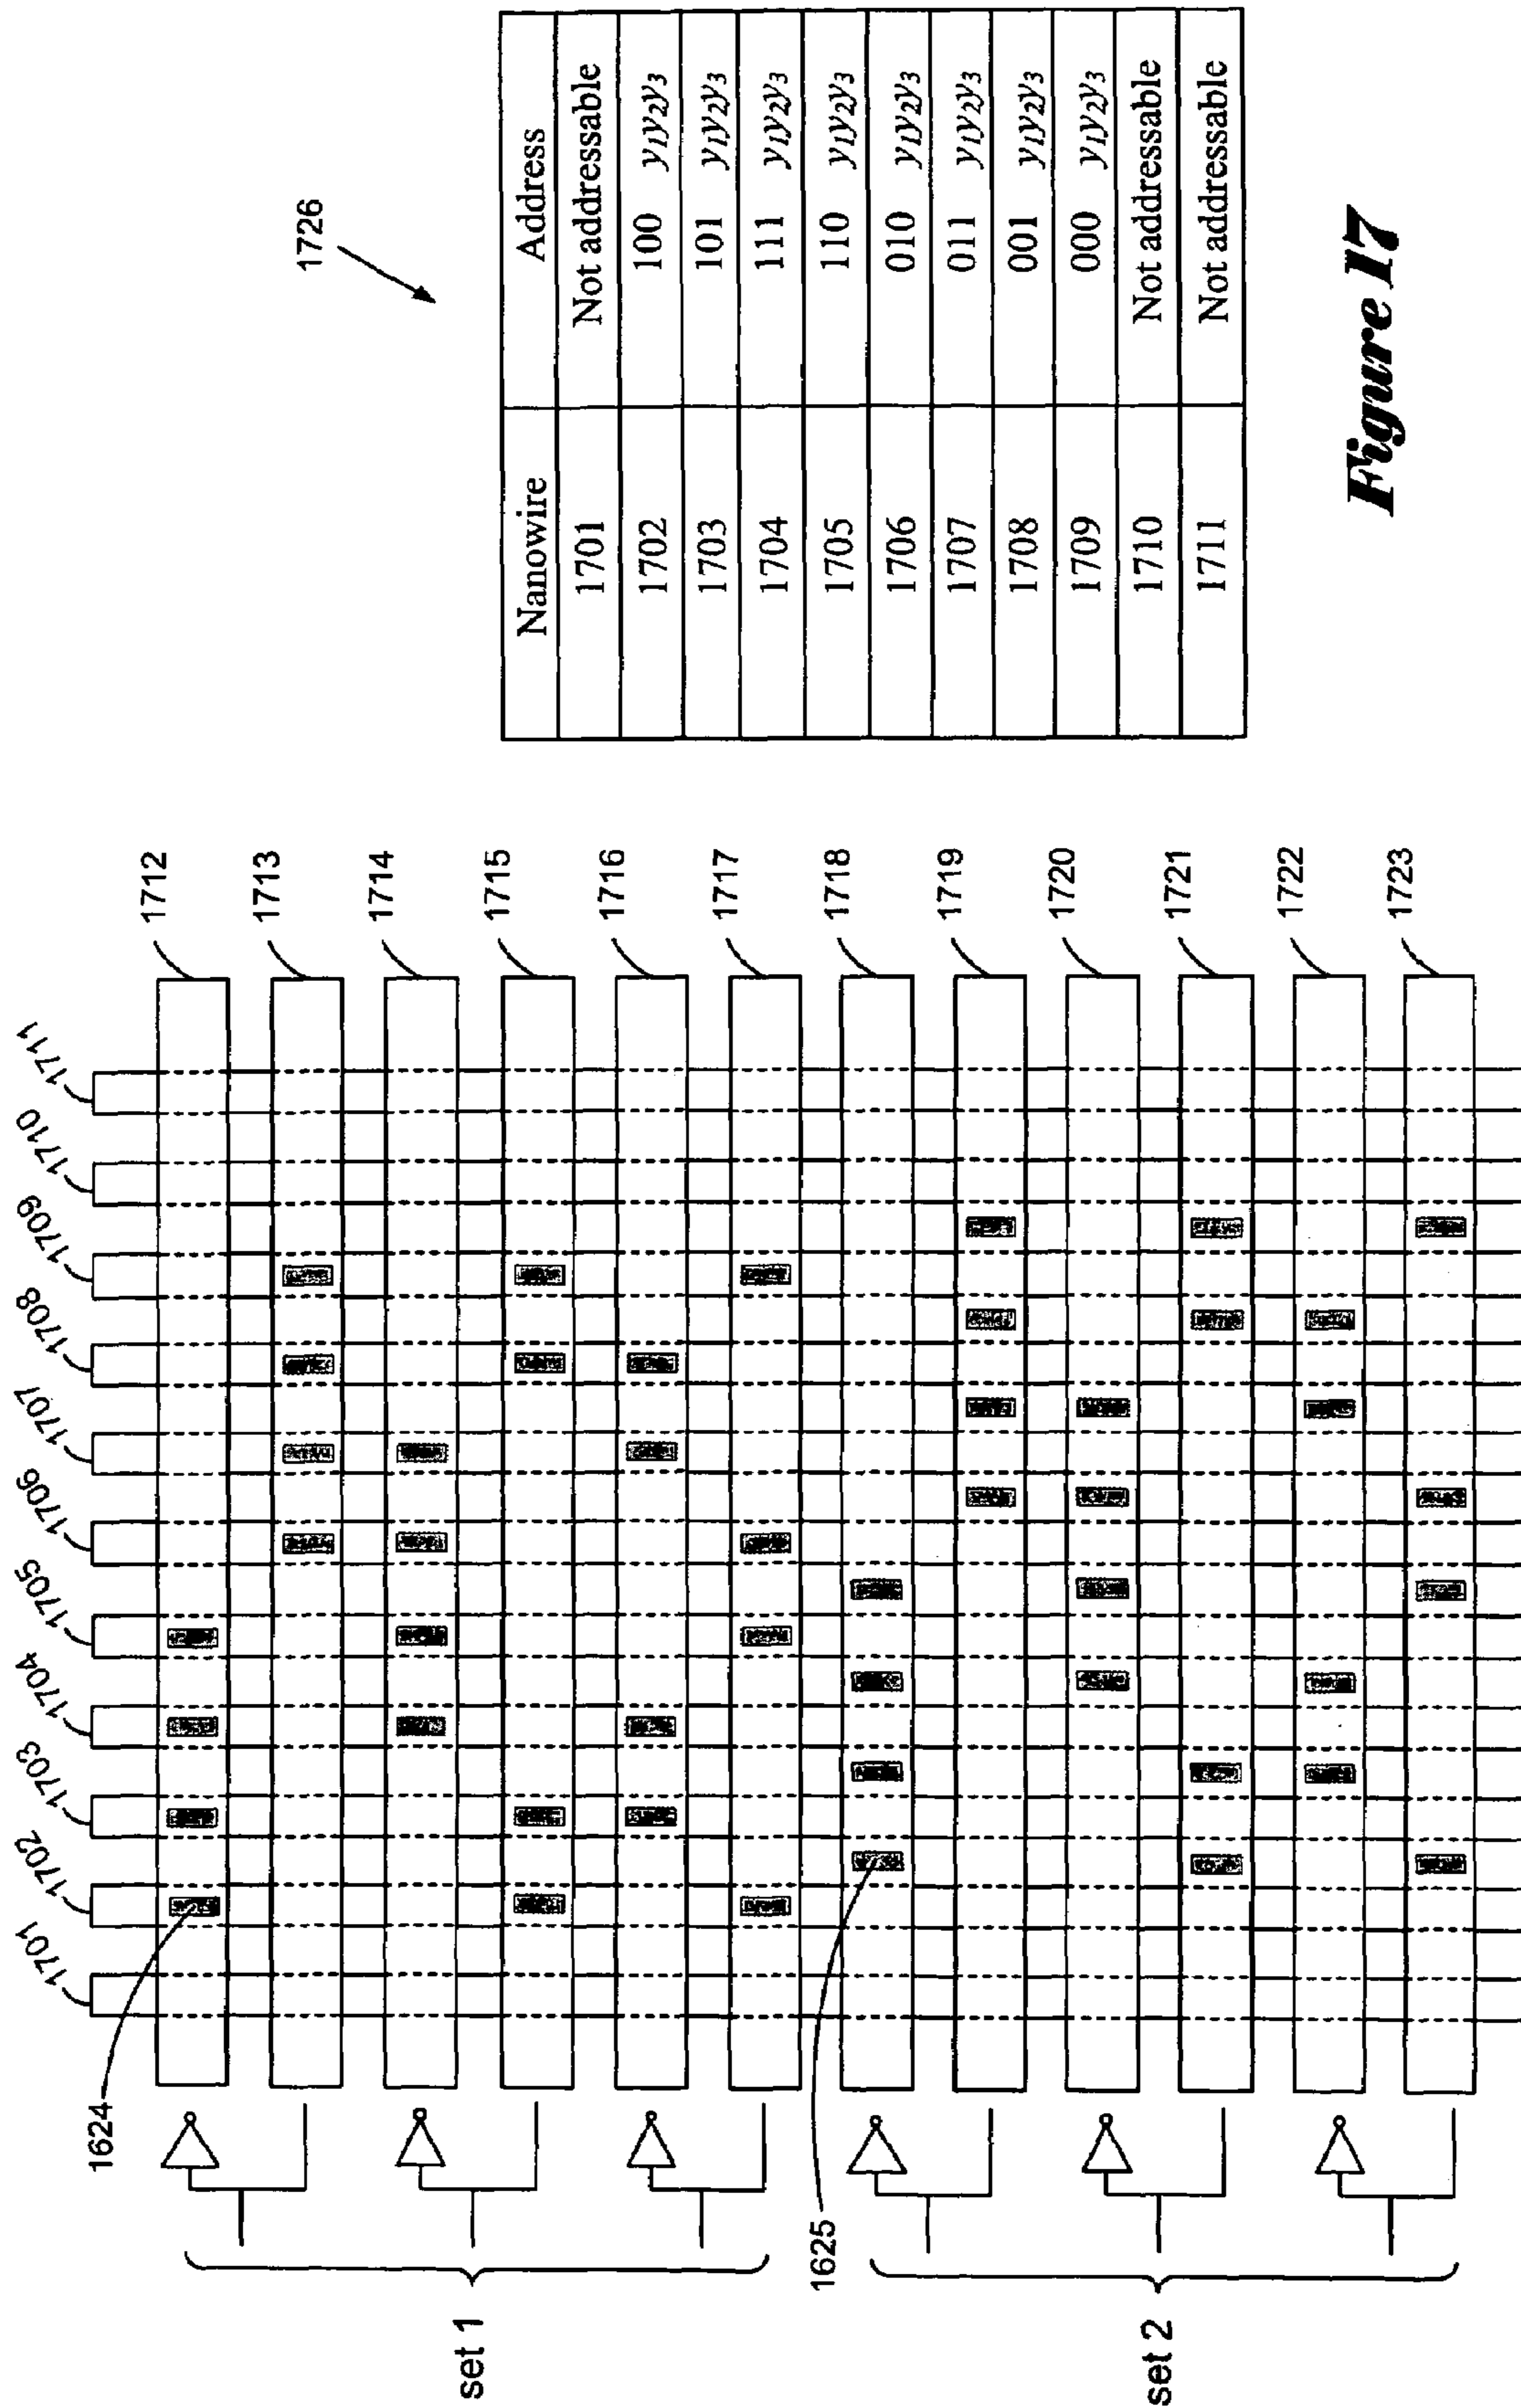 1701
1702
1703
1704
1705
1706
1707
1708
1709
1710
1711
1624
1712
1713
1714
1715
1716
1717
1718
1719
1720
1721
1722
1723
1625
set 1
set 2
1726
Nanowire Address
1701 Not addressable
1702 100 y₁y₂y₃
1703 101 y₁y₂y₃
1704 111 y₁y₂y₃
1705 110 y₁y₂y₃
1706 010 y₁y₂y₃
1707 011 y₁y₂y₃
1708 001 y₁y₂y₃
1709 000 y₁y₂y₃
1710 Not addressable
1711 Not addressable
Figure 17